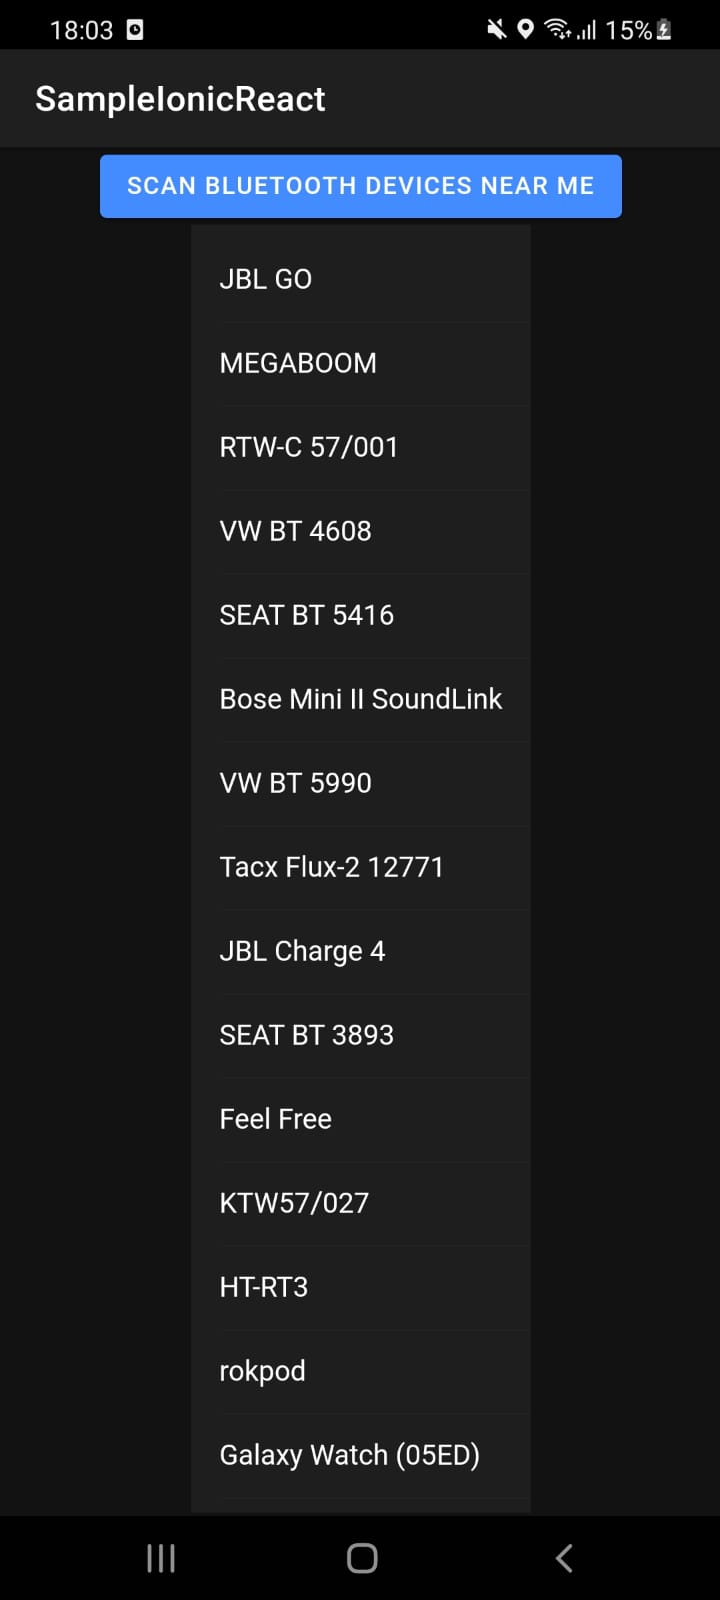 18:03
15%
SampleIonicReact
SCAN BLUETOOTH DEVICES NEAR ME
JBL GO
MEGABOOM
RTW-C 57/001
VW BT 4608
SEAT BT 5416
Bose Mini II SoundLink
VW BT 5990
Tacx Flux-2 12771
JBL Charge 4
SEAT BT 3893
Feel Free
KTW57/027
HT-RT3
rokpod
Galaxy Watch (05ED)